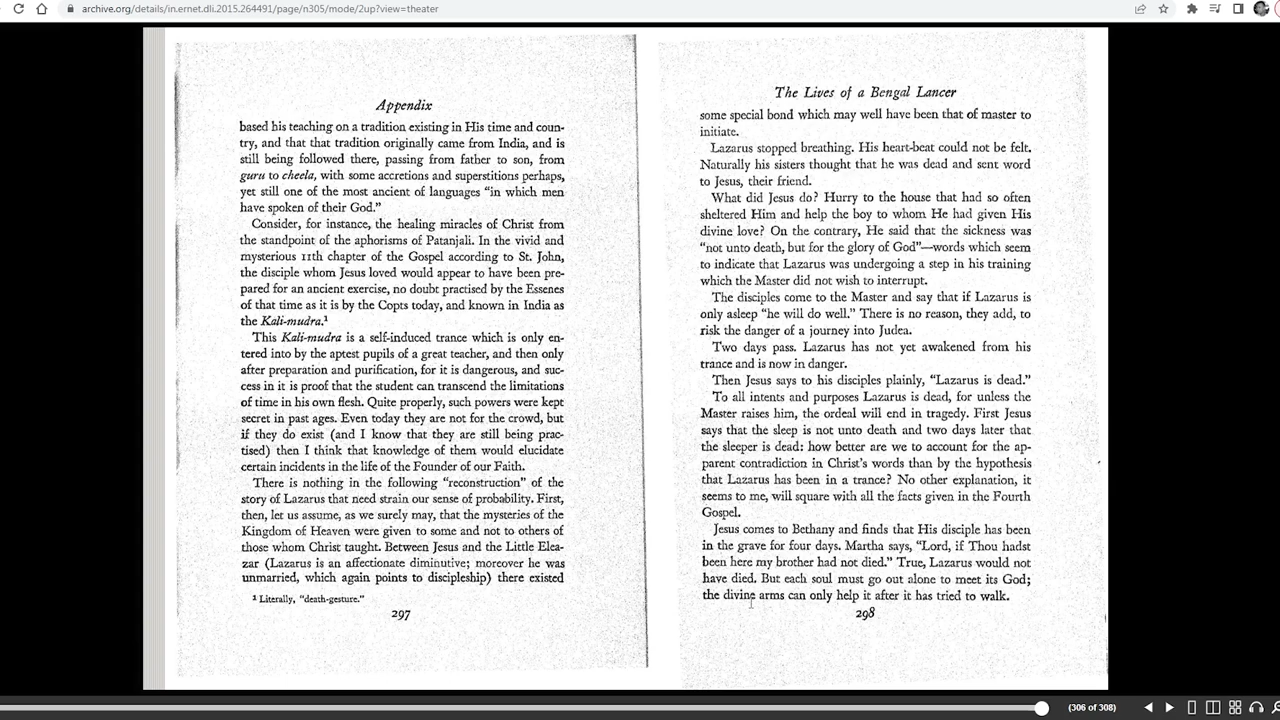 archive.org/details/in.ernet.dli.2015.264491/page/n305/mode/2up?view=theater
Appendix
based his teaching on a tradition existing in His time and coun-
try, and that that tradition originally came from India, and is
still being followed there, passing from father to son, from
guru to cheela, with some accretions and superstitions perhaps,
yet still one of the most ancient of languages "in which men
have spoken of their God."
Consider, for instance, the healing miracles of Christ from
the standpoint of the aphorisms of Patanjali. In the vivid and
mysterious 11th chapter of the Gospel according to St. John,
the disciple whom Jesus loved would appear to have been pre-
pared for an ancient exercise, no doubt practised by the Essenes
of that time as it is by the Copts today, and known in India as
the Kali-mudra.¹
This Kali-mudra is a self-induced trance which is only en-
tered into by the aptest pupils of a great teacher, and then only
after preparation and purification, for it is dangerous, and suc-
cess in it is proof that the student can transcend the limitations
of time in his own flesh. Quite properly, such powers were kept
secret in past ages. Even today they are not for the crowd, but
if they do exist (and I know that they are still being prac-
tised) then I think that knowledge of them would elucidate
certain incidents in the life of the Founder of our Faith.
There is nothing in the following "reconstruction" of the
story of Lazarus that need strain our sense of probability. First,
then, let us assume, as we surely may, that the mysteries of the
Kingdom of Heaven were given to some and not to others of
those whom Christ taught. Between Jesus and the Little Elea-
zar (Lazarus is an affectionate diminutive; moreover he was
unmarried, which again points to discipleship) there existed
¹ Literally, "death-gesture."
297
The Lives of a Bengal Lancer
some special bond which may well have been that of master to
initiate.
Lazarus stopped breathing. His heart-beat could not be felt.
Naturally his sisters thought that he was dead and sent word
to Jesus, their friend.
What did Jesus do? Hurry to the house that had so often
sheltered Him and help the boy to whom He had given His
divine love? On the contrary, He said that the sickness was
"not unto death, but for the glory of God"—words which seem
to indicate that Lazarus was undergoing a step in his training
which the Master did not wish to interrupt.
The disciples come to the Master and say that if Lazarus is
only asleep "he will do well." There is no reason, they add, to
risk the danger of a journey into Judea.
Two days pass. Lazarus has not yet awakened from his
trance and is now in danger.
Then Jesus says to his disciples plainly, "Lazarus is dead."
To all intents and purposes Lazarus is dead, for unless the
Master raises him, the ordeal will end in tragedy. First Jesus
says that the sleep is not unto death and two days later that
the sleeper is dead: how better are we to account for the ap-
parent contradiction in Christ's words than by the hypothesis
that Lazarus has been in a trance? No other explanation, it
seems to me, will square with all the facts given in the Fourth
Gospel.
Jesus comes to Bethany and finds that His disciple has been
in the grave for four days. Martha says, "Lord, if Thou hadst
been here my brother had not died." True, Lazarus would not
have died. But each soul must go out alone to meet its God;
the divine arms can only help it after it has tried to walk.
298
(306 of 308)